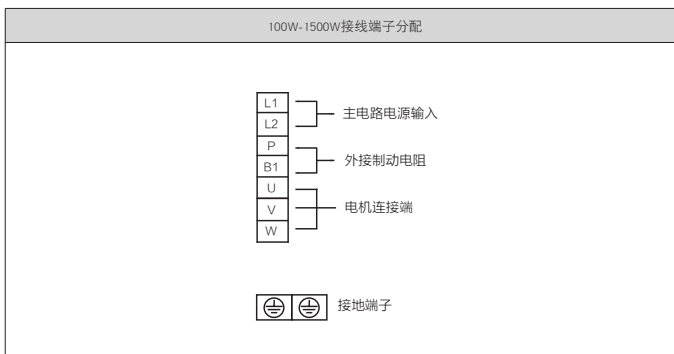 100W-1500W接线端子分配
L1
L2
主电路电源输入
P
B1
外接制动电阻
U
V
W
电机连接端
接地端子